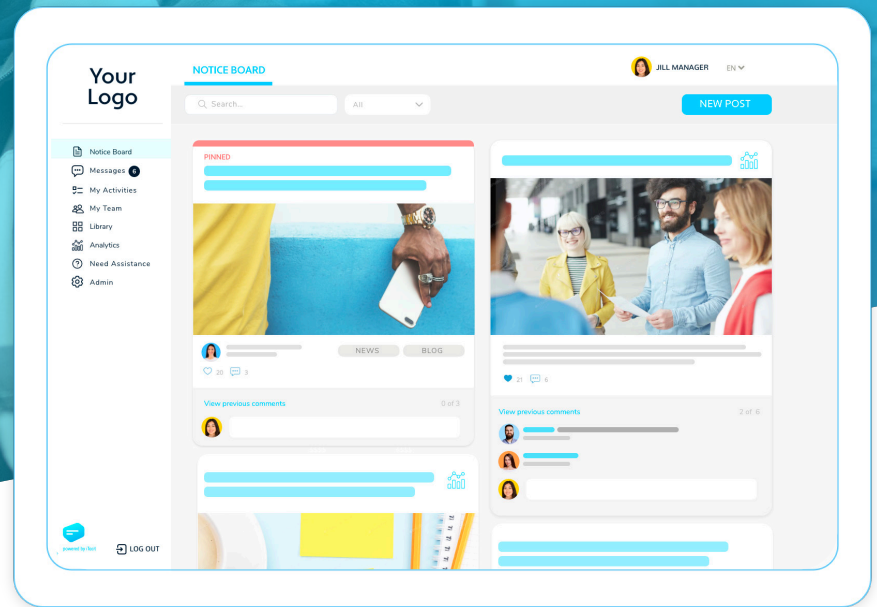 Your
Logo
NOTICE BOARD
JILL MANAGER
EN
Search...
All
NEW POST
Notice Board
Messages 6
My Activities
My Team
Library
Analytics
Need Assistance
Admin
LOG OUT
PINNED
NEWS
BLOG
20
3
View previous comments
0 of 3
21
6
View previous comments
2 of 6